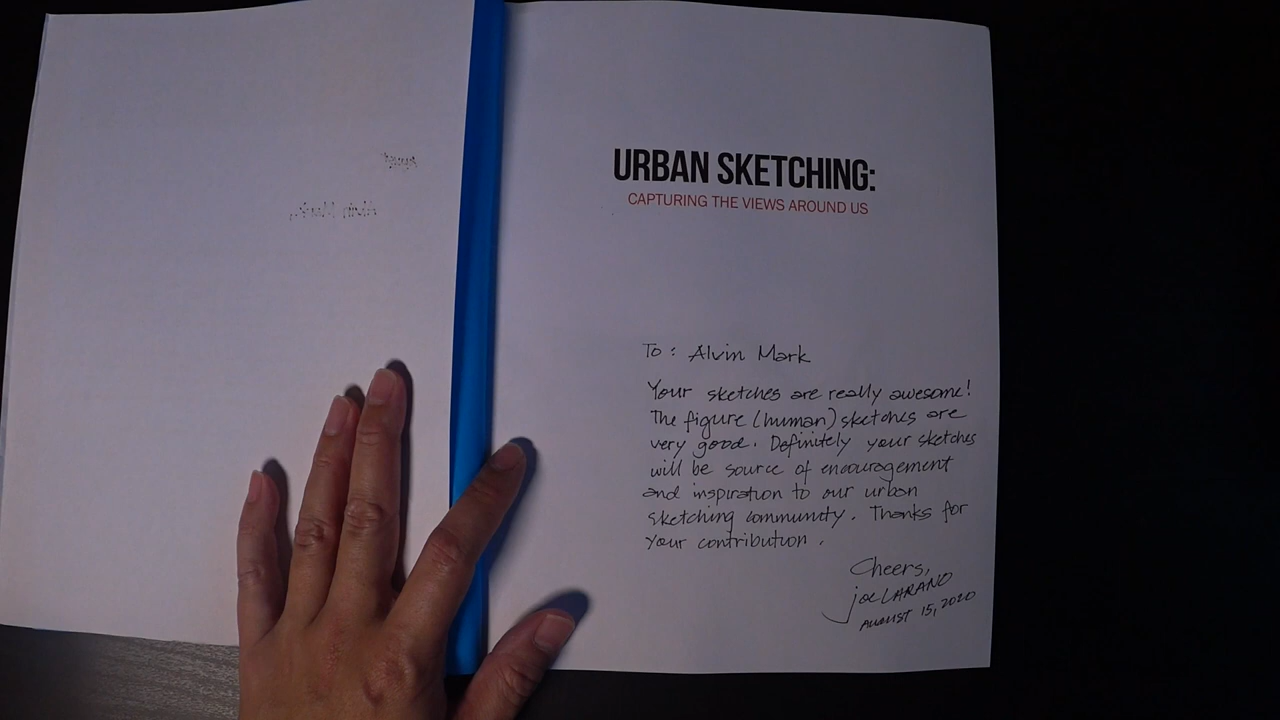 URBAN SKETCHING:
CAPTURING THE VIEWS AROUND US
To : Alvin Mark
Your sketches are really awesome!
The figure (human) sketches are
very good. Definitely your sketches
will be source of encouragement
and inspiration to our urban
sketching community. Thanks for
your contribution.
Cheers,
joe LARANO
AUGUST 15, 2020